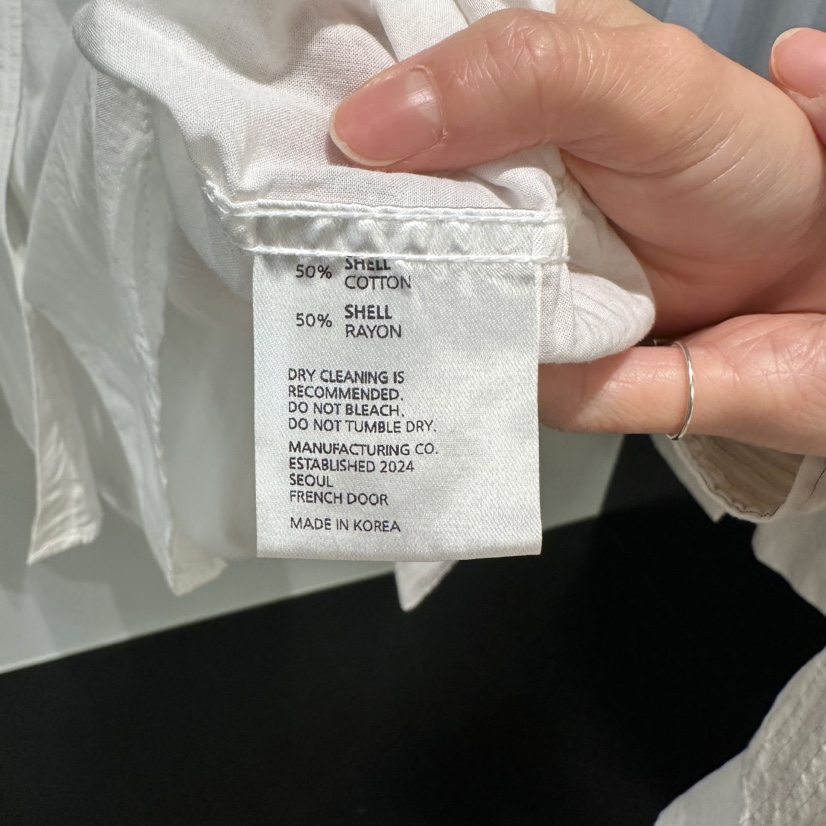 SHELL
50% COTTON
SHELL
50% RAYON
DRY CLEANING IS
RECOMMENDED.
DO NOT BLEACH.
DO NOT TUMBLE DRY.
MANUFACTURING CO.
ESTABLISHED 2024
SEOUL
FRENCH DOOR
MADE IN KOREA